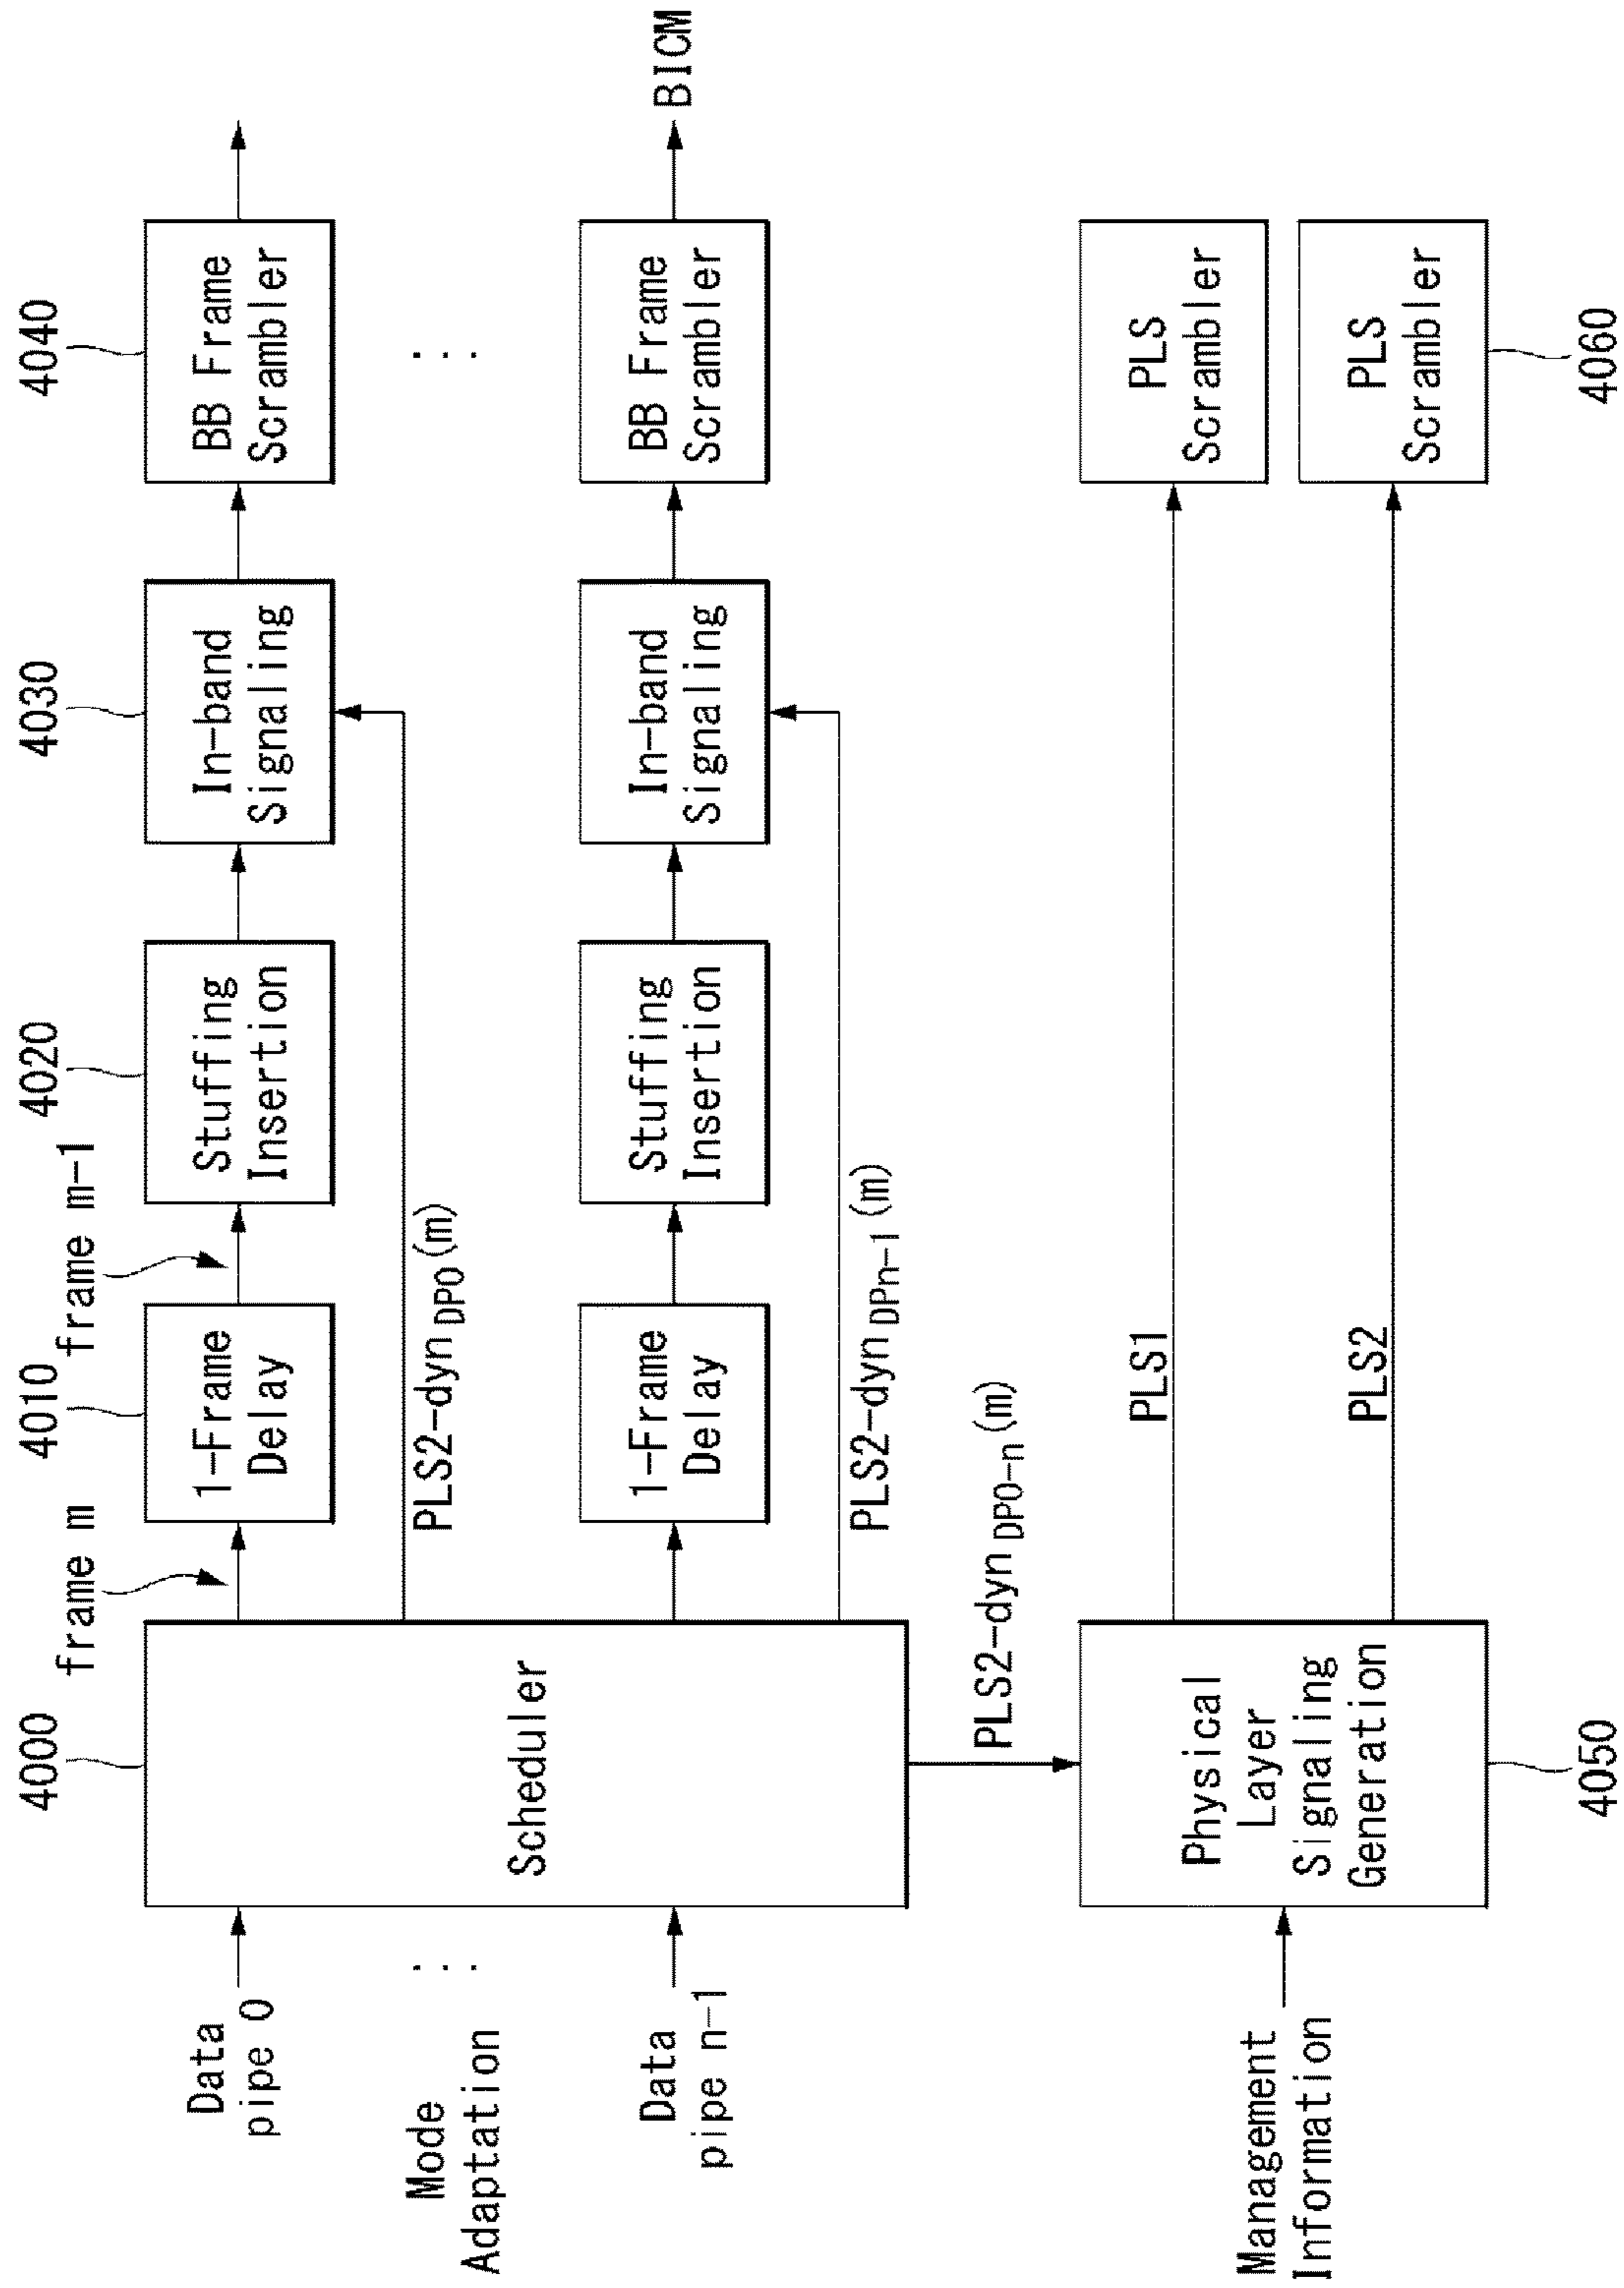 4000
frame m
4010
frame m-1
4020
4030
4040
Data
pipe 0
1-Frame
Delay
Stuffing
Insertion
In-band
Signaling
BB Frame
Scrambler
Mode
Adaptation
...
Scheduler
PLS2-dyn DP0 (m)
...
Data
pipe n-1
1-Frame
Delay
Stuffing
Insertion
In-band
Signaling
BB Frame
Scrambler
BICM
PLS2-dyn DPn-1 (m)
PLS2-dyn DP0-n (m)
Management
Information
Physical
Layer
Signaling
Generation
PLS1
PLS
Scrambler
PLS2
PLS
Scrambler
4050
4060